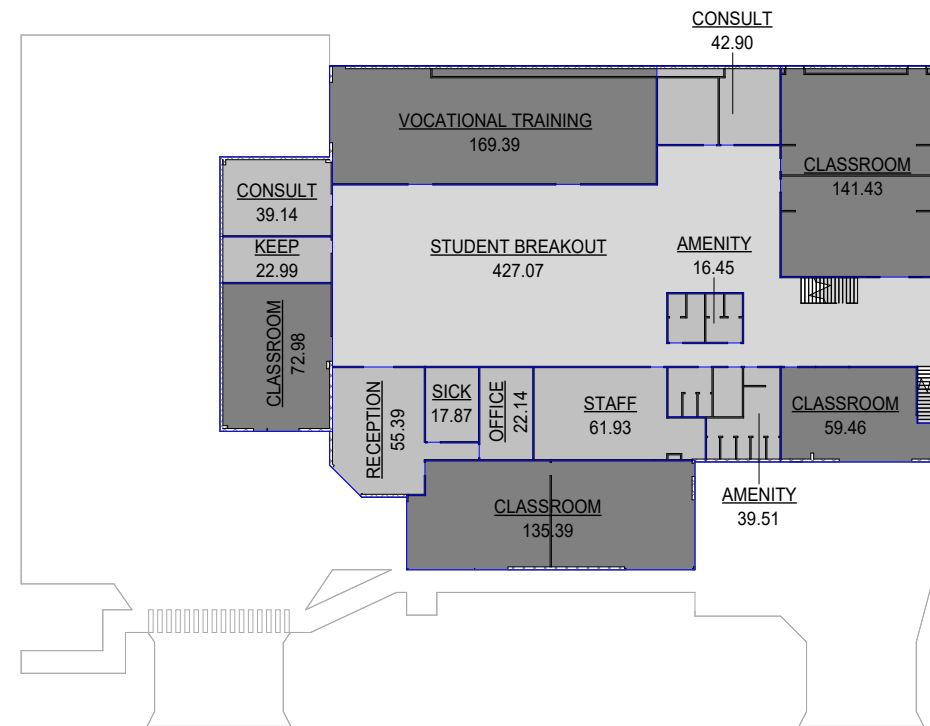 CONSULT
42.90
VOCATIONAL TRAINING
169.39
CLASSROOM
141.43
CONSULT
39.14
KEEP
22.99
STUDENT BREAKOUT
427.07
AMENITY
16.45
CLASSROOM
72.98
RECEPTION
55.39
SICK
17.87
OFFICE
22.14
STAFF
61.93
CLASSROOM
59.46
CLASSROOM
135.39
AMENITY
39.51